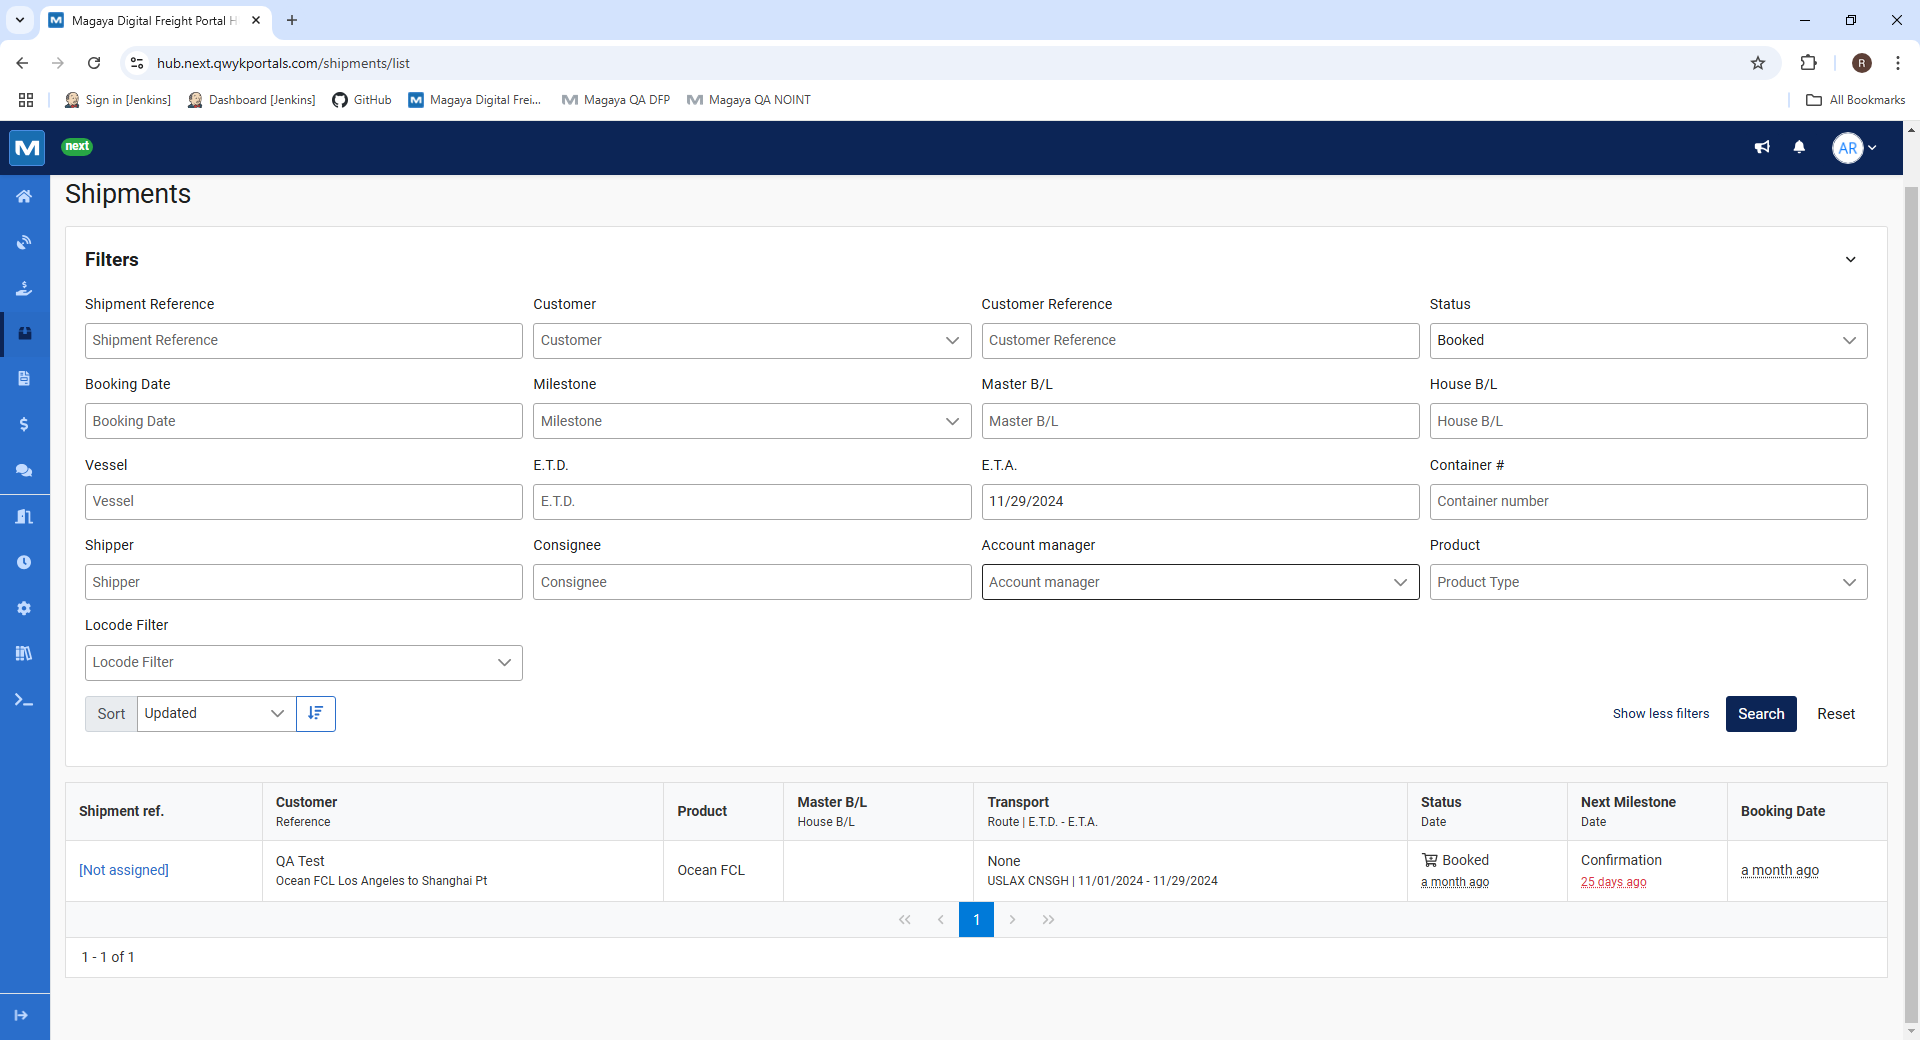 Magaya Digital Freight Portal H
hub.next.qwykportals.com/shipments/list
R
Sign in [Jenkins]
Dashboard [Jenkins]
GitHub
Magaya Digital Frei...
Magaya QA DFP
Magaya QA NOINT
All Bookmarks
next
AR
Shipments
Filters
Shipment Reference
Customer
Customer Reference
Status
Shipment Reference
Customer
Customer Reference
Booked
Booking Date
Milestone
Master B/L
House B/L
Booking Date
Milestone
Master B/L
House B/L
Vessel
E.T.D.
E.T.A.
Container #
Vessel
E.T.D.
11/29/2024
Container number
Shipper
Consignee
Account manager
Product
Shipper
Consignee
Account manager
Product Type
Locode Filter
Locode Filter
Sort
Updated
Show less filters
Search
Reset
Shipment ref.
Customer
Reference
Product
Master B/L
House B/L
Transport
Route | E.T.D. - E.T.A.
Status
Date
Next Milestone
Date
Booking Date
[Not assigned]
QA Test
Ocean FCL Los Angeles to Shanghai Pt
Ocean FCL
None
USLAX CNSGH | 11/01/2024 - 11/29/2024
Booked
a month ago
Confirmation
25 days ago
a month ago
1
1 - 1 of 1